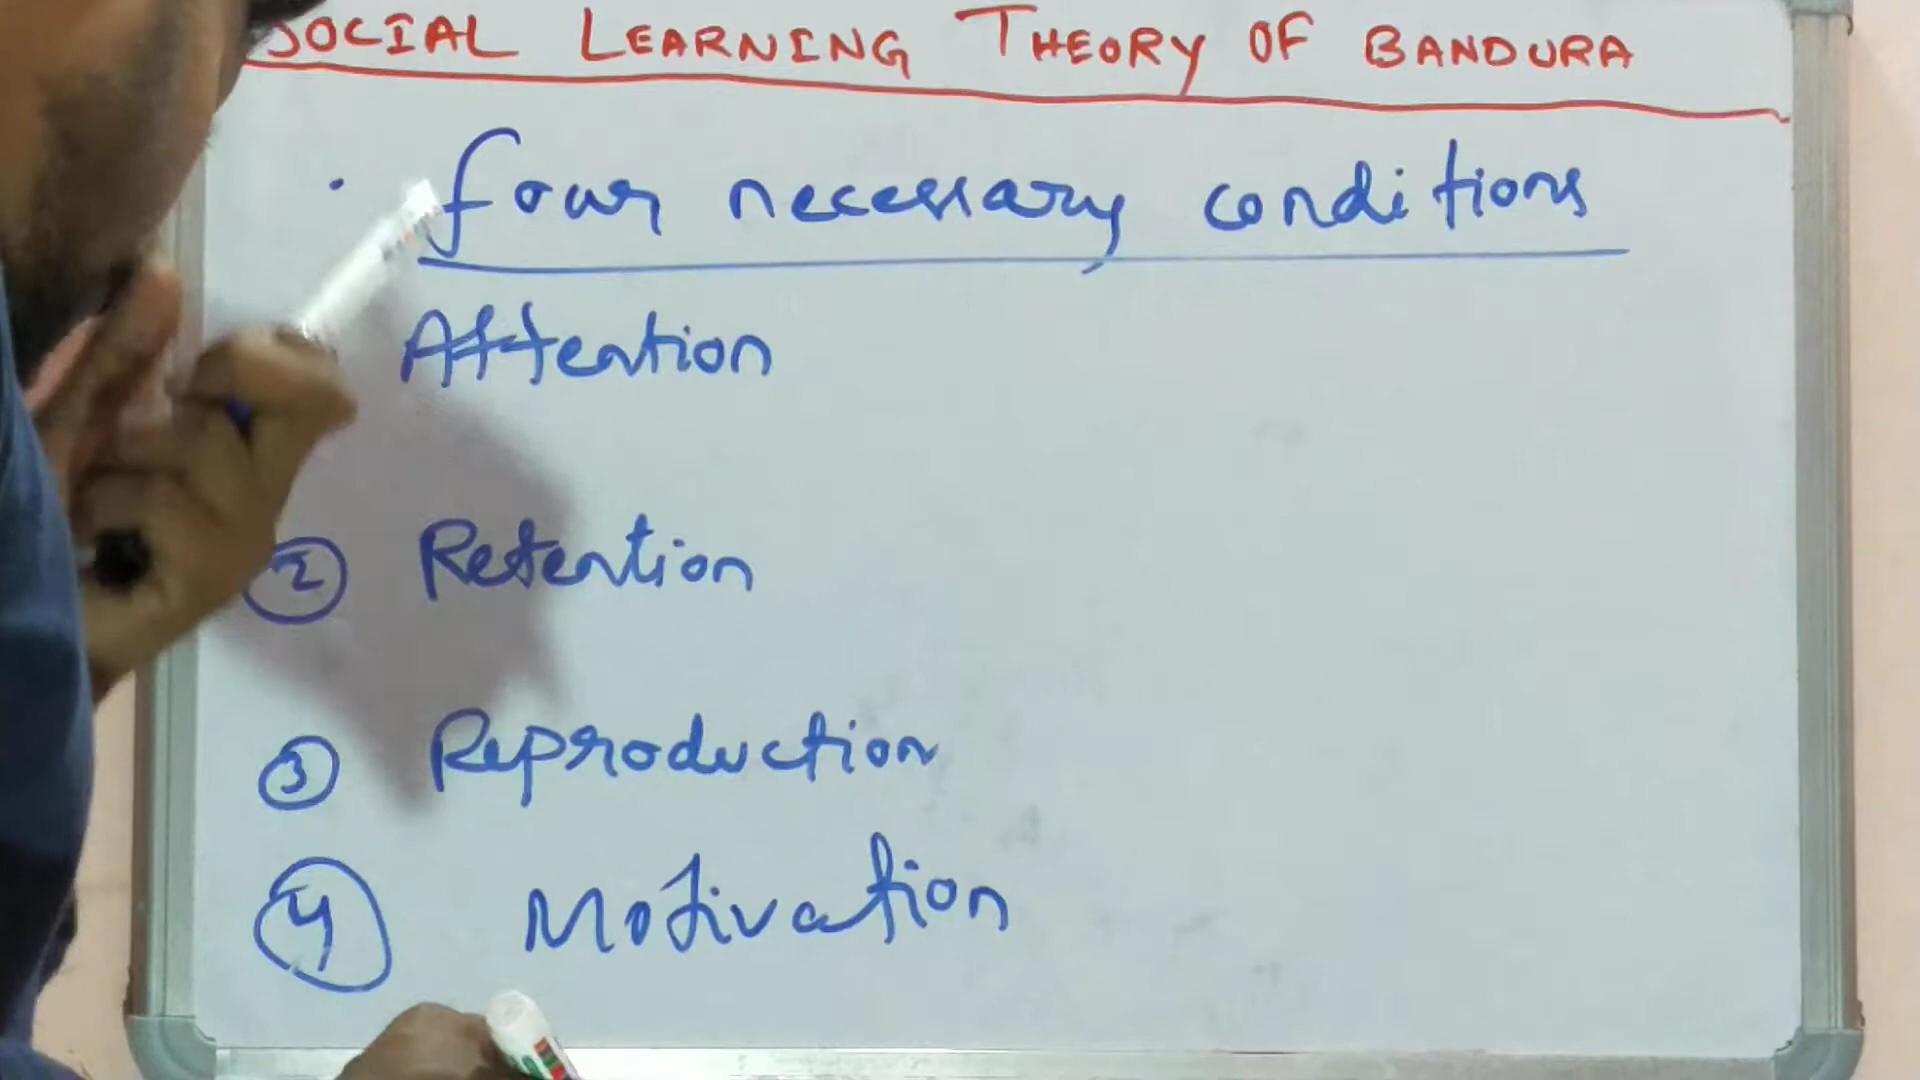 SOCIAL LEARNING THEORY OF BANDURA
· four necessary conditions
Attention
② Retention
③ Reproduction
④ Motivation